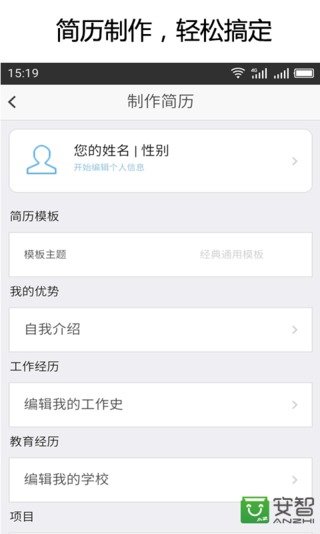 简历制作，轻松搞定
15:19
4G
制作简历
您的姓名 | 性别
开始编辑个人信息
简历模板
模板主题 经典通用模板
我的优势
自我介绍
工作经历
编辑我的工作史
教育经历
编辑我的学校
项目
安智
ANZHI